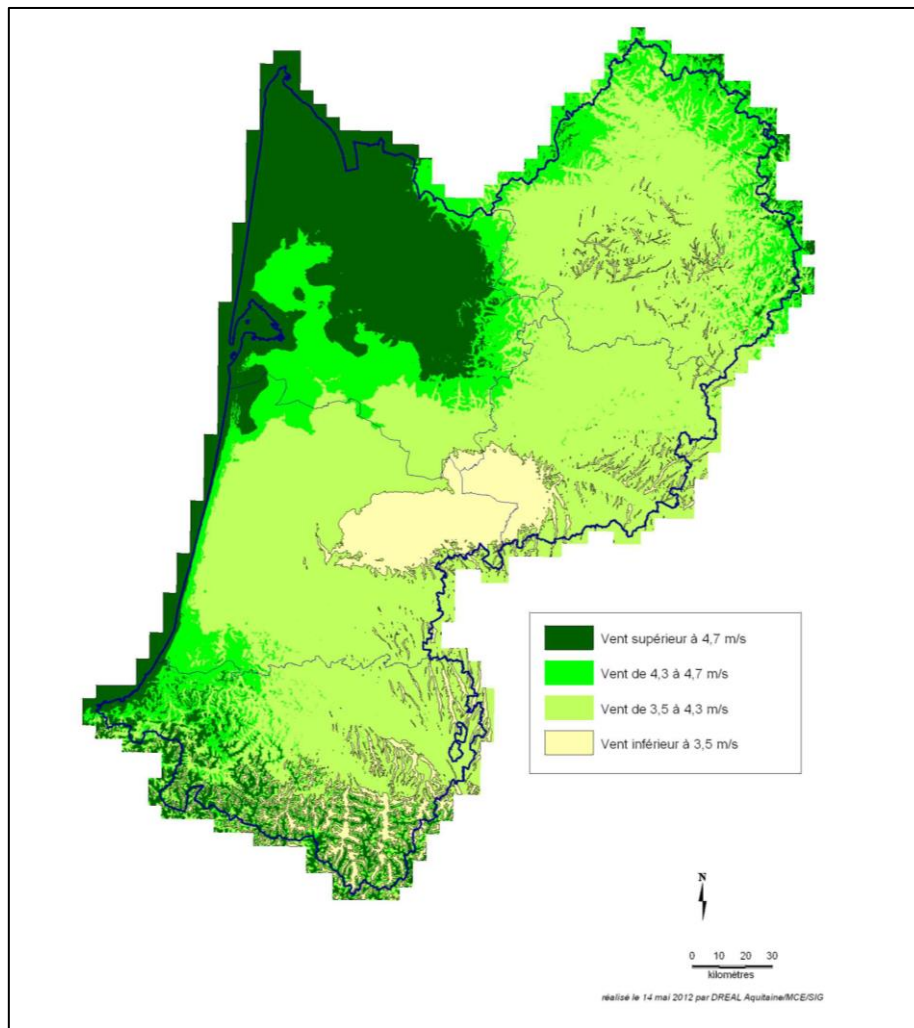 Vent supérieur à 4,7 m/s
Vent de 4,3 à 4,7 m/s
Vent de 3,5 à 4,3 m/s
Vent inférieur à 3,5 m/s
N
0 10 20 30
kilomètres
réalisé le 14 mai 2012 par DREAL Aquitaine/MCE/SIG